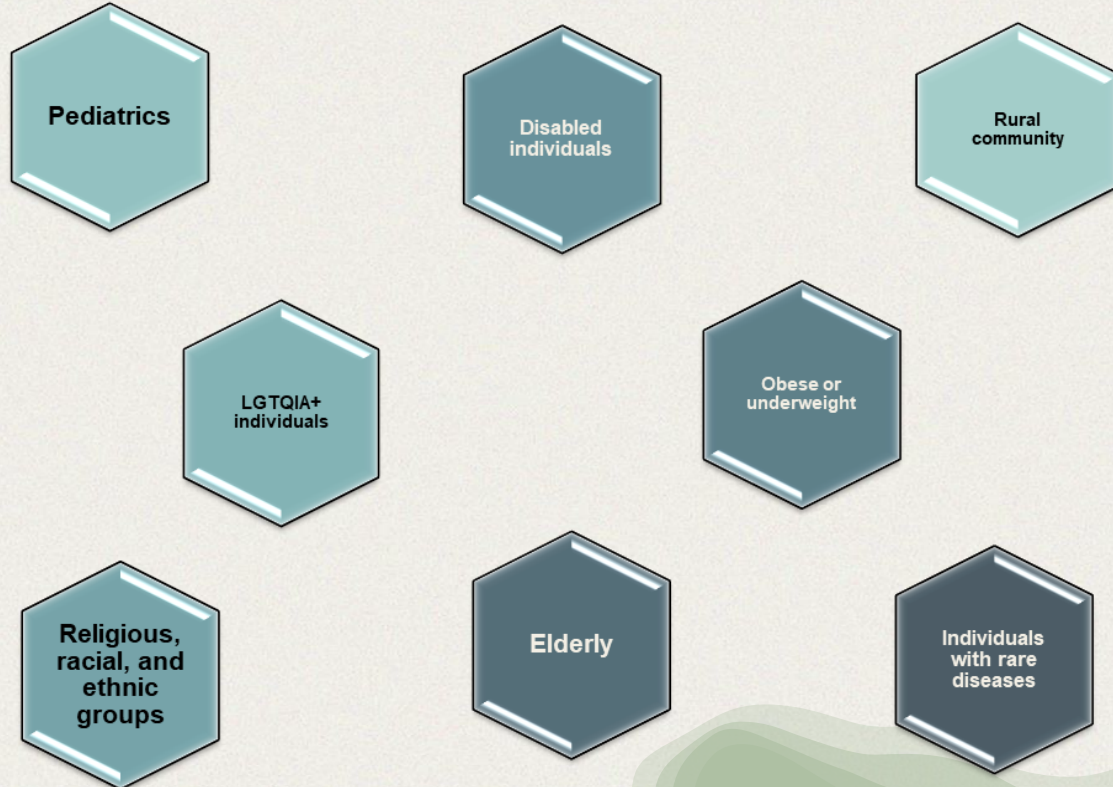 Pediatrics
Disabled
individuals
Rural
community
LGTQIA+
individuals
Obese or
underweight
Religious,
racial, and
ethnic
groups
Elderly
Individuals
with rare
diseases